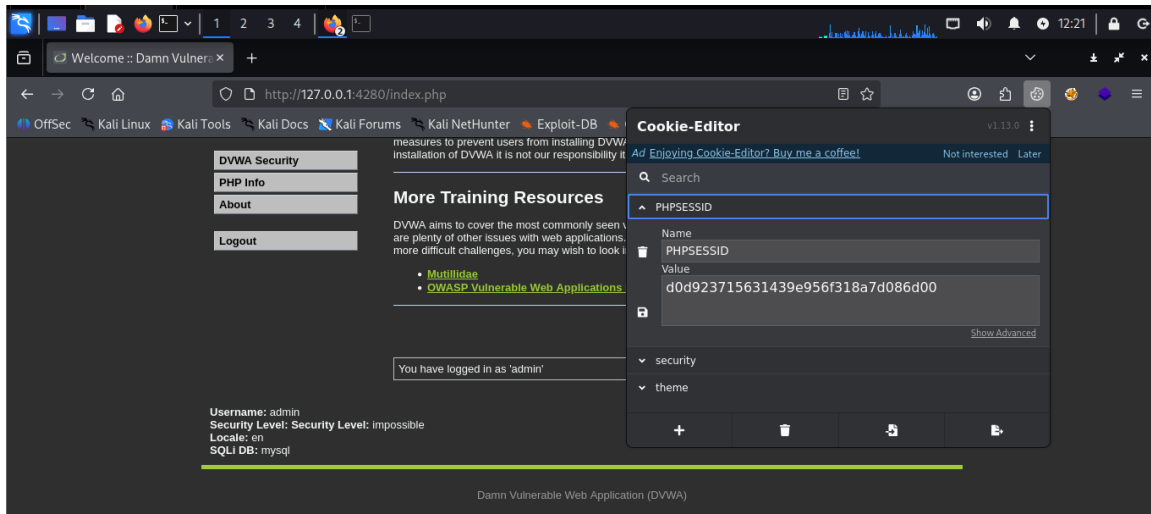 1 2 3 4 2 12:21
Welcome :: Damn Vulnera
http://127.0.0.1:4280/index.php
OffSec Kali Linux Kali Tools Kali Docs Kali Forums Kali NetHunter Exploit-DB
measures to prevent users from installing DVWA
installation of DVWA it is not our responsibility it
DVWA Security
PHP Info
About
Logout
More Training Resources
DVWA aims to cover the most commonly seen
are plenty of other issues with web applications.
more difficult challenges, you may wish to look
Mutillidae
OWASP Vulnerable Web Applications
You have logged in as 'admin'
Username: admin
Security Level: Security Level: impossible
Locale: en
SQLi DB: mysql
Damn Vulnerable Web Application (DVWA)
Cookie-Editor v1.13.0
Ad Enjoying Cookie-Editor? Buy me a coffee! Not interested Later
Search
PHPSESSID
Name
PHPSESSID
Value
d0d923715631439e956f318a7d086d00
Show Advanced
security
theme